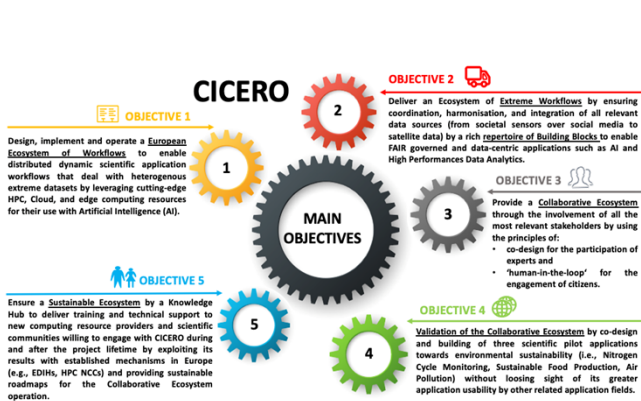 CICERO
OBJECTIVE 1
Design, implement and operate a European
Ecosystem of Workflows to enable
distributed dynamic scientific application
workflows that deal with heterogenous
extreme datasets by leveraging cutting-edge
HPC, Cloud, and edge computing resources
for their use with Artificial Intelligence (AI).
1
OBJECTIVE 2
Deliver an Ecosystem of Extreme Workflows by ensuring
coordination, harmonisation, and integration of all relevant
data sources (from societal sensors over social media to
satellite data) by a rich repertoire of Building Blocks to enable
FAIR governed and data-centric applications such as AI and
High Performances Data Analytics.
2
MAIN
OBJECTIVES
OBJECTIVE 3
Provide a Collaborative Ecosystem
through the involvement of all the
most relevant stakeholders by using
the principles of:
• co-design for the participation of
experts and
• 'human-in-the-loop' for the
engagement of citizens.
3
OBJECTIVE 4
Validation of the Collaborative Ecosystem by co-design
and building of three scientific pilot applications
towards environmental sustainability (i.e., Nitrogen
Cycle Monitoring, Sustainable Food Production, Air
Pollution) without loosing sight of its greater
application usability by other related application fields.
4
OBJECTIVE 5
Ensure a Sustainable Ecosystem by a Knowledge
Hub to deliver training and technical support to
new computing resource providers and scientific
communities willing to engage with CICERO during
and after the project lifetime by exploiting its
results with established mechanisms in Europe
(e.g., EDIHs, HPC NCCs) and providing sustainable
roadmaps for the Collaborative Ecosystem
operation.
5